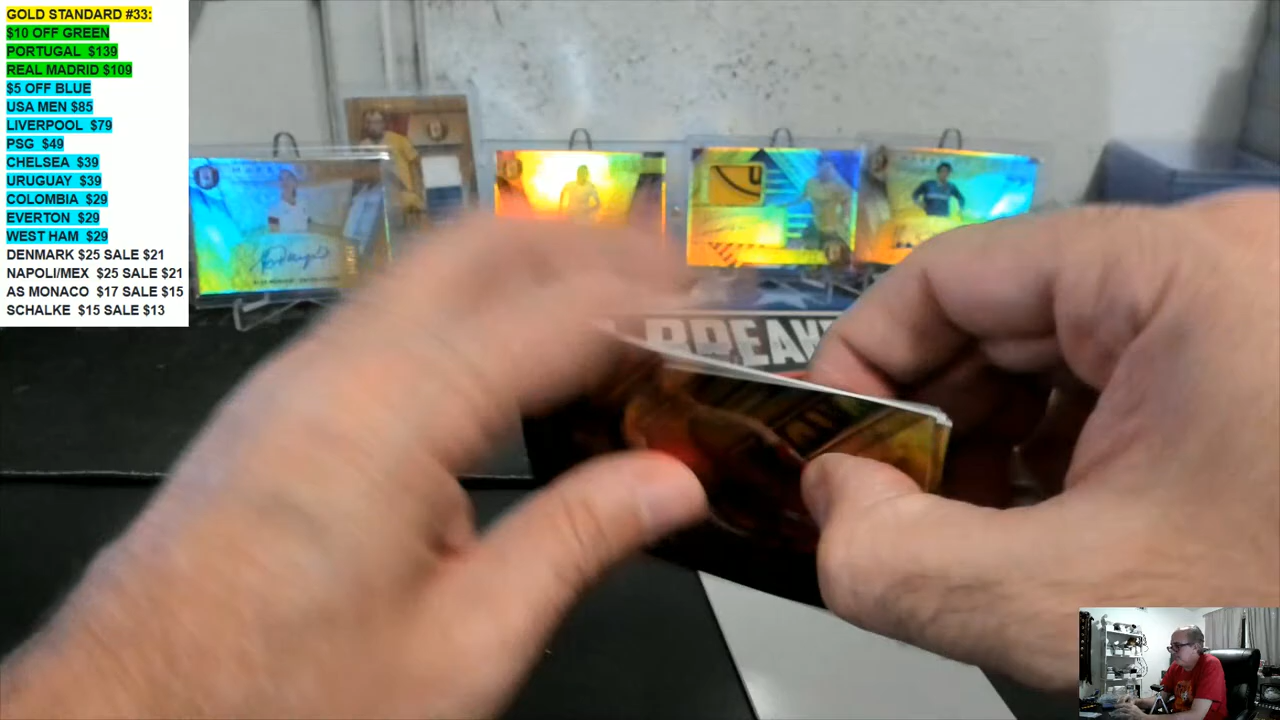 GOLD STANDARD #33:
$10 OFF GREEN
PORTUGAL $139
REAL MADRID $109
$5 OFF BLUE
USA MEN $85
LIVERPOOL $79
PSG $49
CHELSEA $39
URUGUAY $39
COLOMBIA $29
EVERTON $29
WEST HAM $29
DENMARK $25 SALE $21
NAPOLI/MEX $25 SALE $21
AS MONACO $17 SALE $15
SCHALKE $15 SALE $13